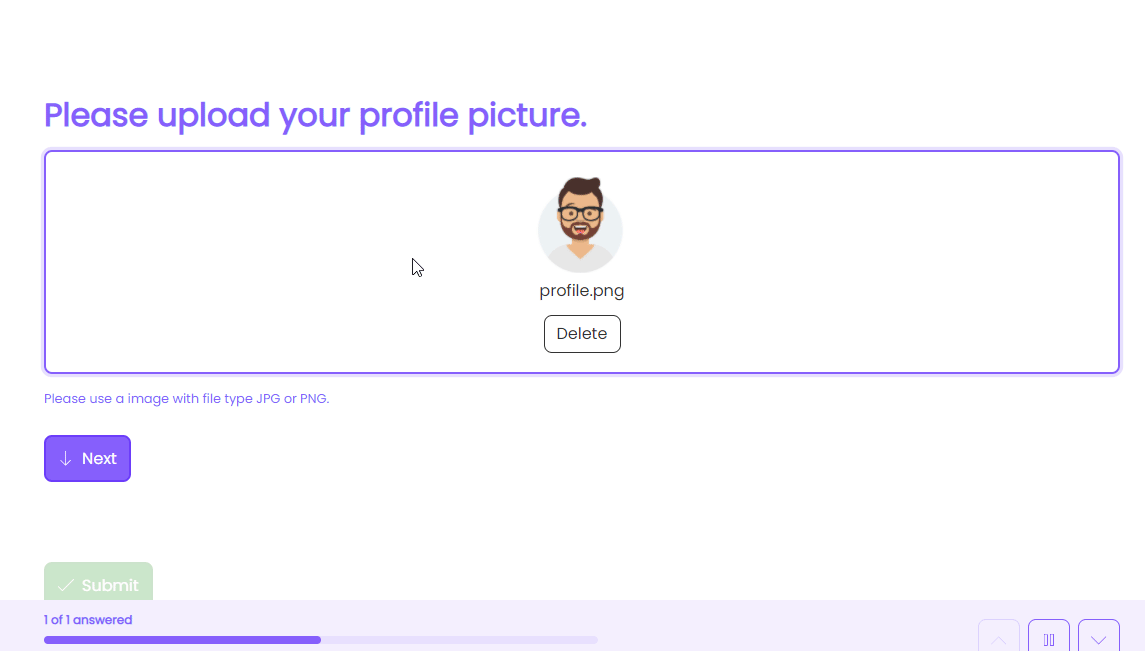 Please upload your profile picture.
profile.png
Delete
Please use a image with file type JPG or PNG.
Next
Submit
1 of 1 answered